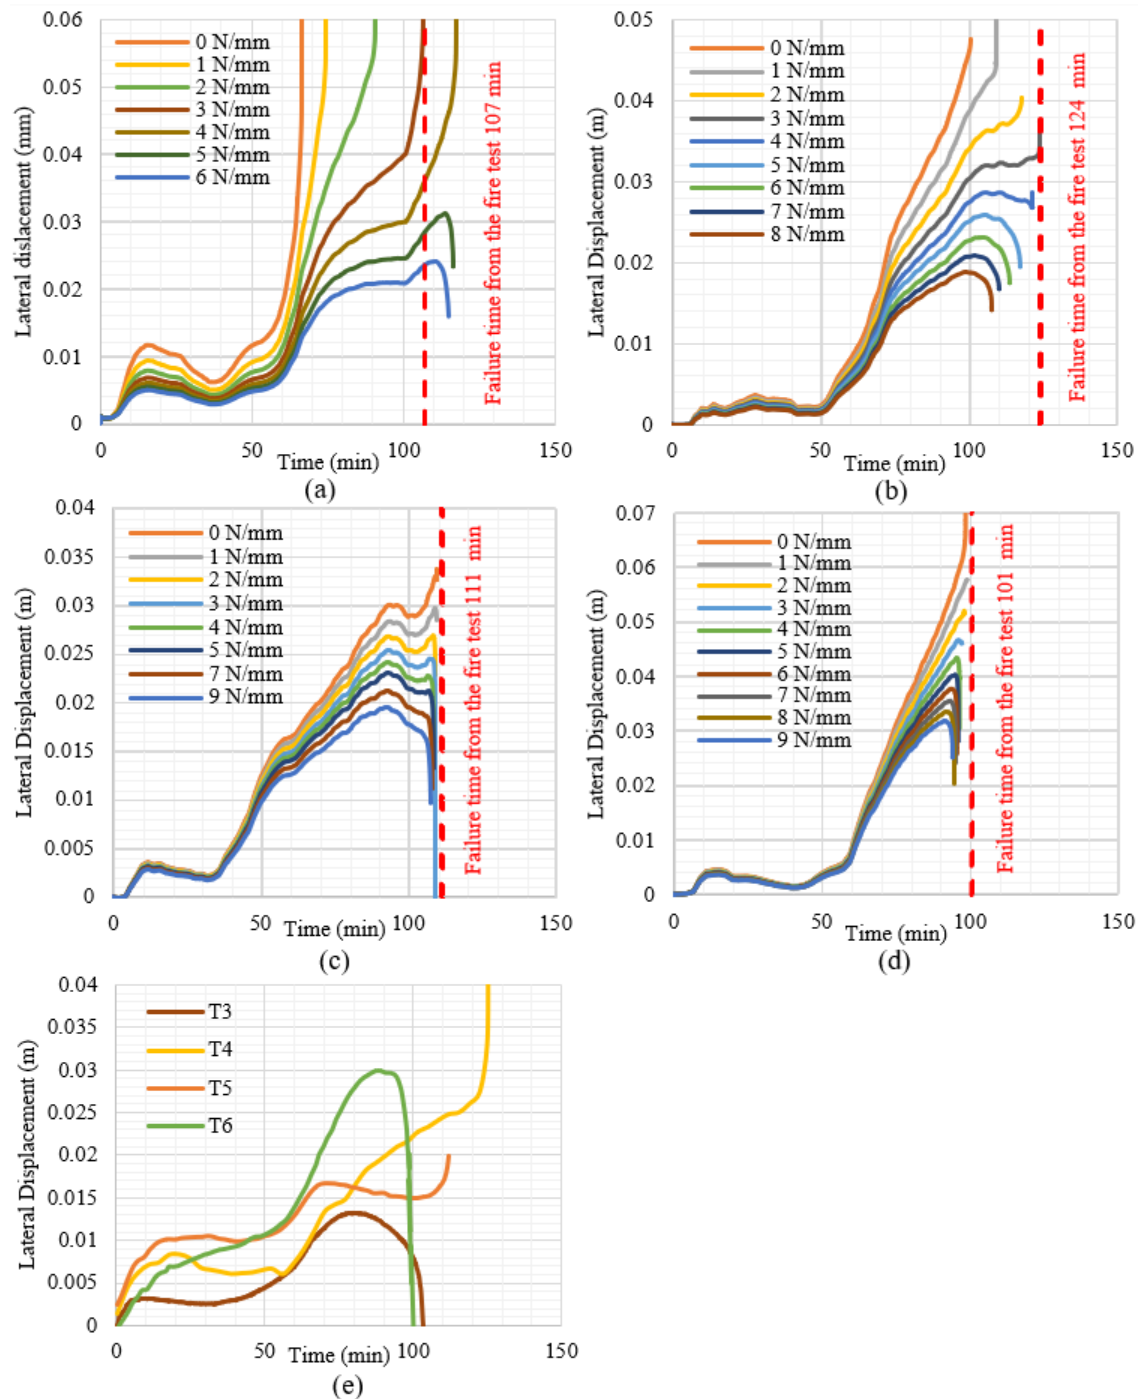 0.06
0.05
0.04
0.03
0.02
0.01
0
Lateral dislacement (mm)
0 N/mm
1 N/mm
2 N/mm
3 N/mm
4 N/mm
5 N/mm
6 N/mm
Failure time from the fire test 107 min
0 50 100 150
Time (min)
(a)
0.05
0.04
0.03
0.02
0.01
0
Lateral Displacement (m)
0 N/mm
1 N/mm
2 N/mm
3 N/mm
4 N/mm
5 N/mm
6 N/mm
7 N/mm
8 N/mm
Failure time from the fire test 124 min
0 50 100 150
Time (min)
(b)
0.04
0.035
0.03
0.025
0.02
0.015
0.01
0.005
0
Lateral Displacement (m)
0 N/mm
1 N/mm
2 N/mm
3 N/mm
4 N/mm
5 N/mm
7 N/mm
9 N/mm
Failure time from the fire test 111 min
0 50 100 150
Time (min)
(c)
0.07
0.06
0.05
0.04
0.03
0.02
0.01
0
Lateral Displacement (m)
0 N/mm
1 N/mm
2 N/mm
3 N/mm
4 N/mm
5 N/mm
6 N/mm
7 N/mm
8 N/mm
9 N/mm
Failure time from the fire test 101 min
0 50 100 150
Time (min)
(d)
0.04
0.035
0.03
0.025
0.02
0.015
0.01
0.005
0
Lateral Displacement (m)
T3
T4
T5
T6
0 50 100 150
Time (min)
(e)